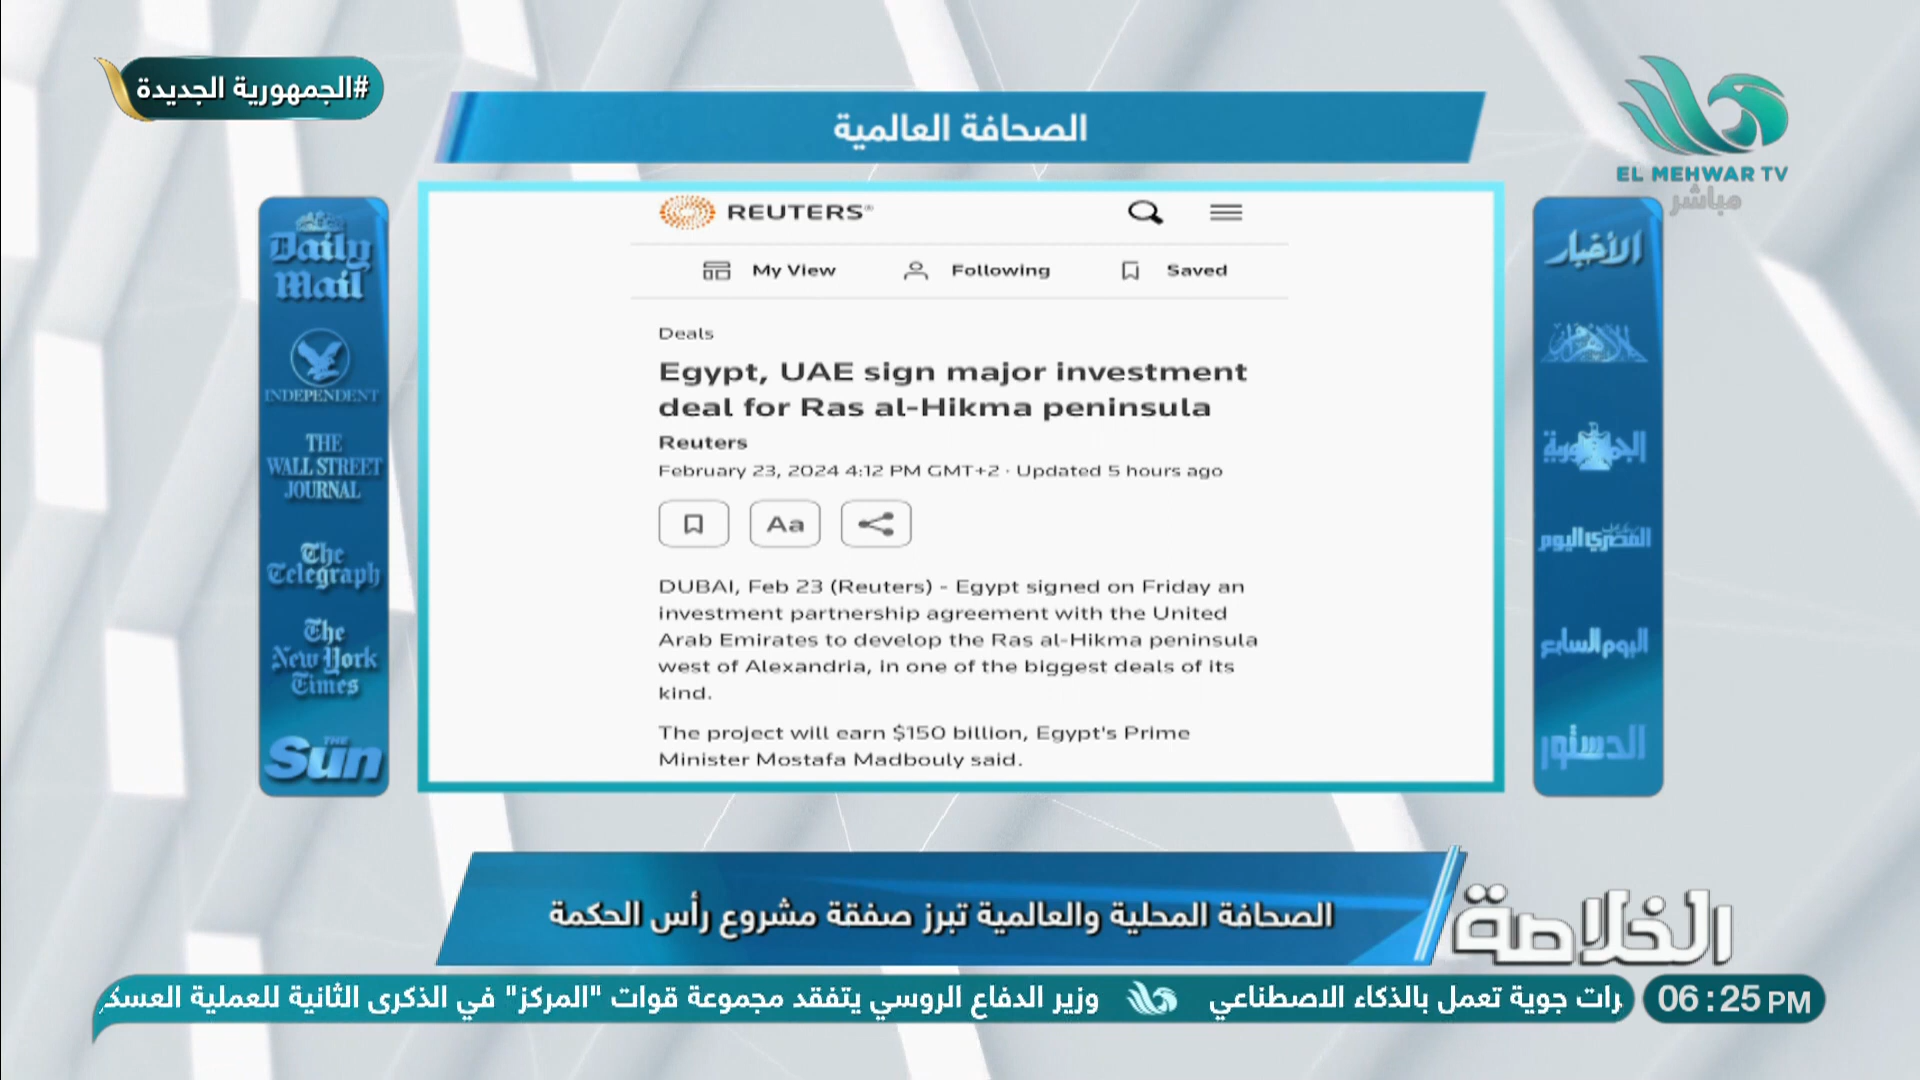 #الجمهورية الجديدة
EL MEHWAR TV
مباشر
الصحافة العالمية
REUTERS®
My View
Following
Saved
Deals
Egypt, UAE sign major investment
deal for Ras al-Hikma peninsula
Reuters
February 23, 2024 4:12 PM GMT+2 · Updated 5 hours ago
Aa
DUBAI, Feb 23 (Reuters) - Egypt signed on Friday an
investment partnership agreement with the United
Arab Emirates to develop the Ras al-Hikma peninsula
west of Alexandria, in one of the biggest deals of its
kind.
The project will earn $150 billion, Egypt's Prime
Minister Mostafa Madbouly said.
Daily
Mail
INDEPENDENT
THE
WALL STREET
JOURNAL
The
Telegraph
The
New York
Times
THE
Sun
الأخبار
الأهرام
الجمهورية
المصري اليوم
اليوم السابع
الدستور
الخلاصة
الصحافة المحلية والعالمية تبرز صفقة مشروع رأس الحكمة
06:25 PM
رات جوية تعمل بالذكاء الاصطناعي
وزير الدفاع الروسي يتفقد مجموعة قوات "المركز" في الذكرى الثانية للعملية العسك